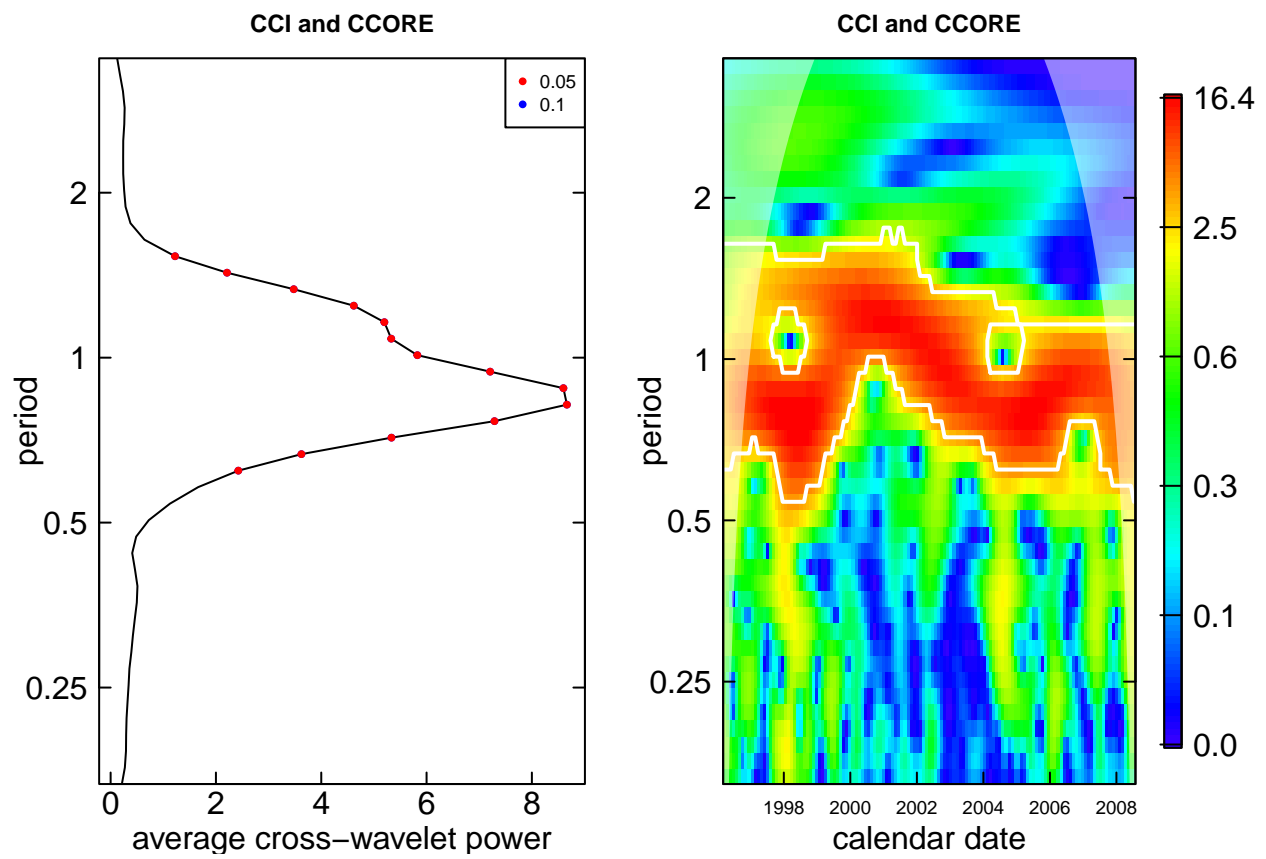 CCI and CCORE
0.05
0.1
2
1
0.5
0.25
period
0 2 4 6 8
average cross−wavelet power
CCI and CCORE
2
1
0.5
0.25
period
1998 2000 2002 2004 2006 2008
calendar date
16.4
2.5
0.6
0.3
0.1
0.0